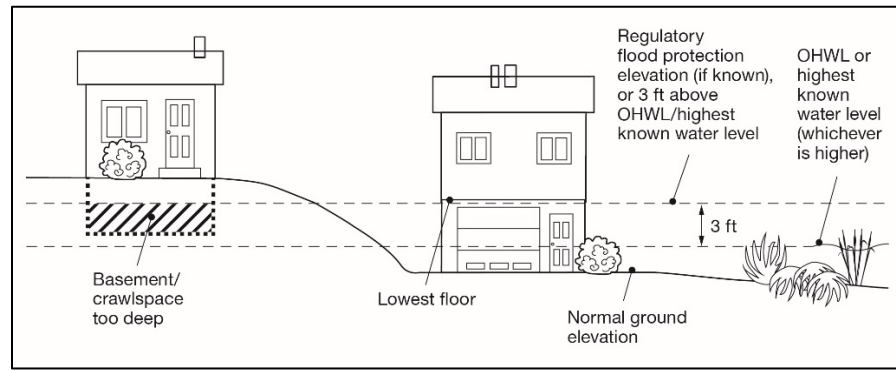 Regulatory
flood protection
elevation (if known),
or 3 ft above
OHWL/highest
known water level
OHWL or
highest
known
water level
(whichever
is higher)
3 ft
Basement/
crawlspace
too deep
Lowest floor
Normal ground
elevation